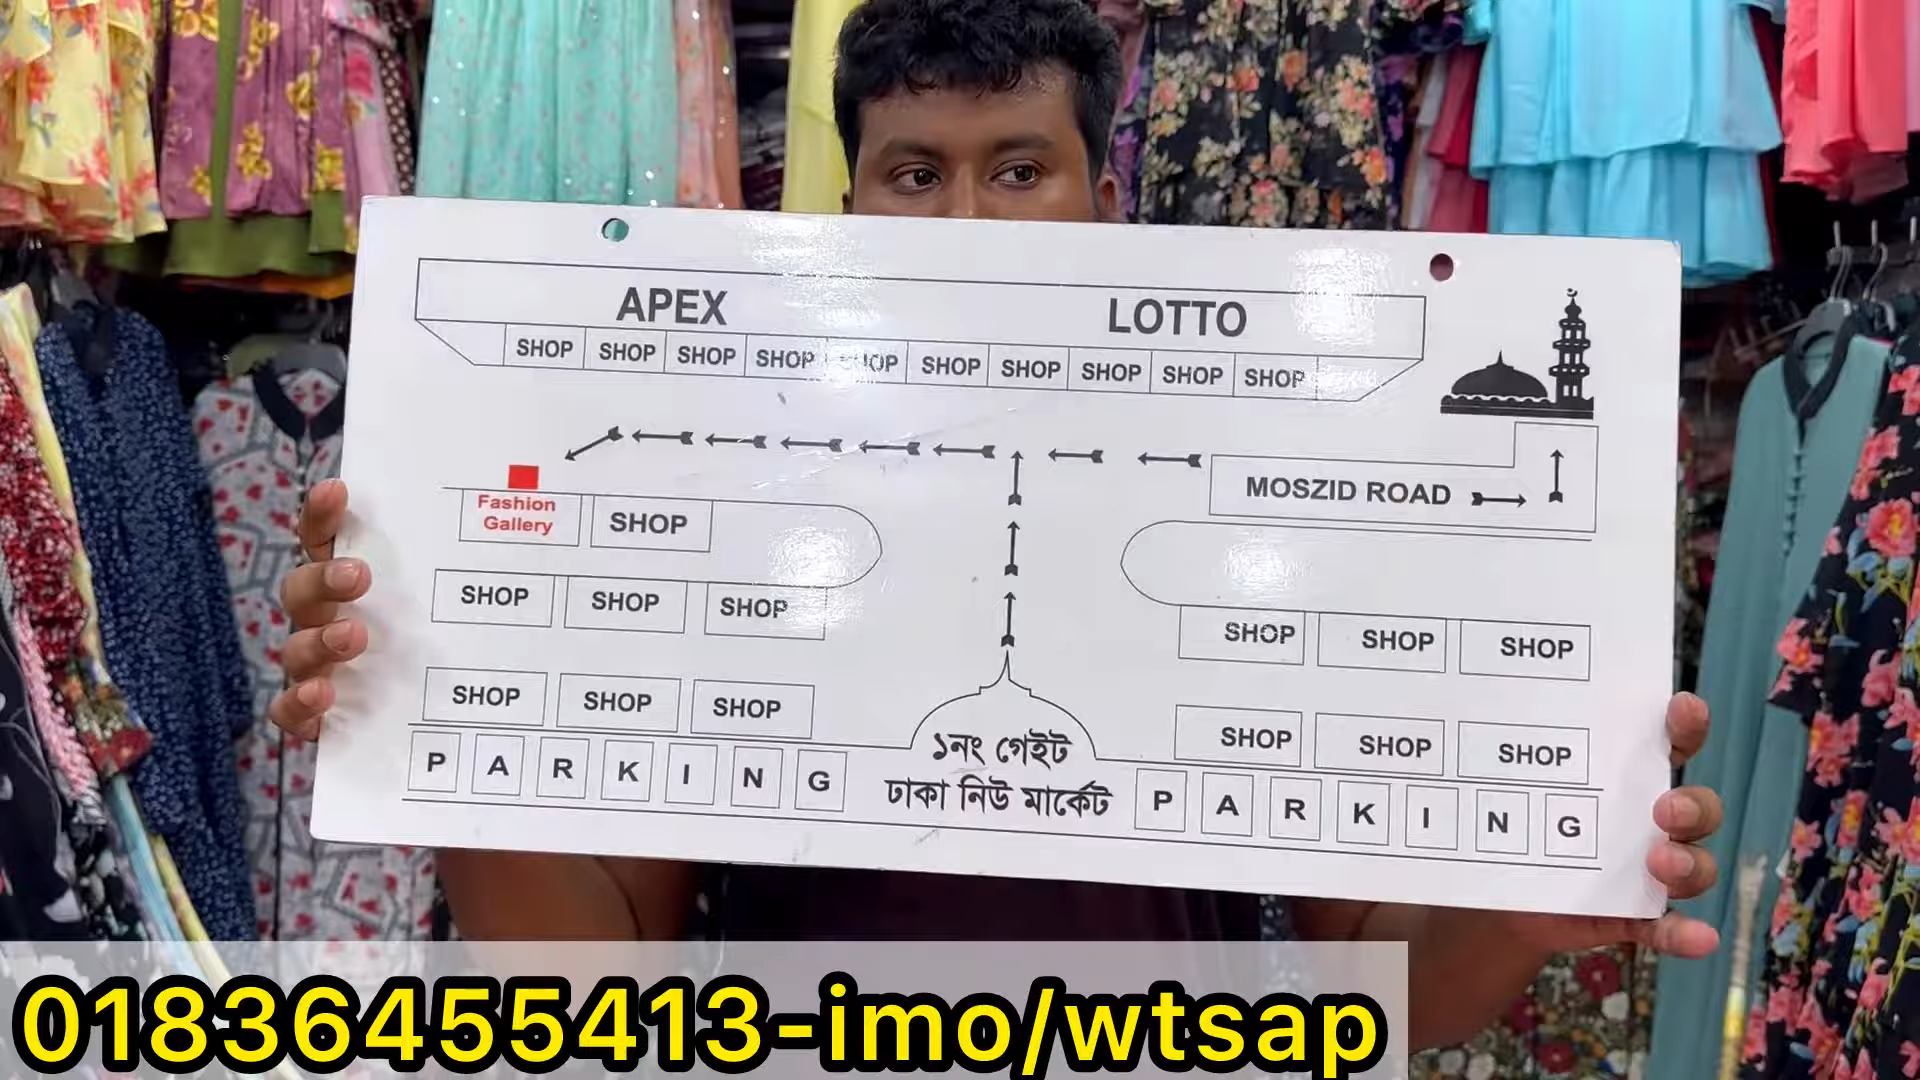 APEX LOTTO
SHOP SHOP SHOP SHOP SHOP SHOP SHOP SHOP SHOP SHOP
MOSZID ROAD
Fashion
Gallery
SHOP
SHOP SHOP SHOP
SHOP SHOP SHOP
SHOP SHOP SHOP
SHOP SHOP SHOP
১নং গেইট
ঢাকা নিউ মার্কেট
P A R K I N G
P A R K I N G
01836455413-imo/wtsap